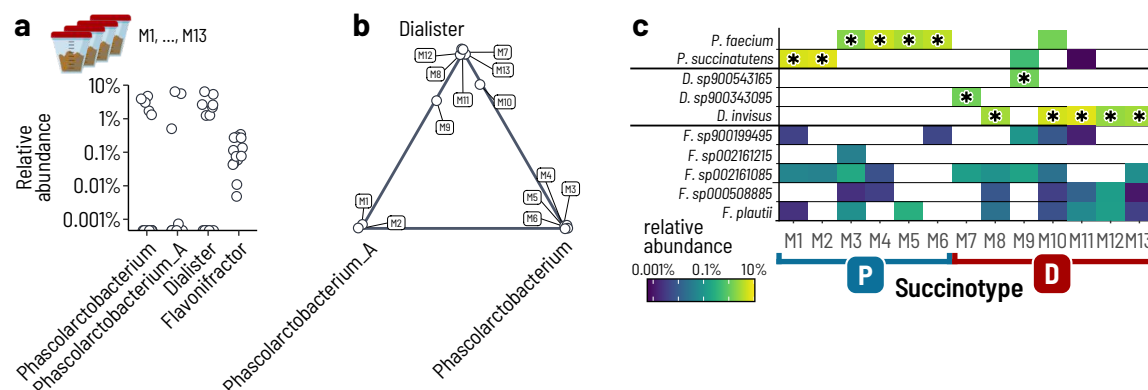 a
M1, ..., M13
Relative
abundance
10%
1%
0.1%
0.01%
0.001%
Phascolarctobacterium
Phascolarctobacterium_A
Dialister
Flavonifractor
b
Dialister
M12
M7
M8
M13
M11
M10
M9
M4
M3
M5
M6
M1
M2
Phascolarctobacterium_A
Phascolarctobacterium
c
P. faecium
P. succinatutens
D. sp900543165
D. sp900343095
D. invisus
F. sp900199495
F. sp002161215
F. sp002161085
F. sp000508885
F. plautii
* * * *
* *
*
*
* * * * *
M1 M2 M3 M4 M5 M6 M7 M8 M9 M10 M11 M12 M13
relative
abundance
0.001% 0.1% 10%
P Succinotype D